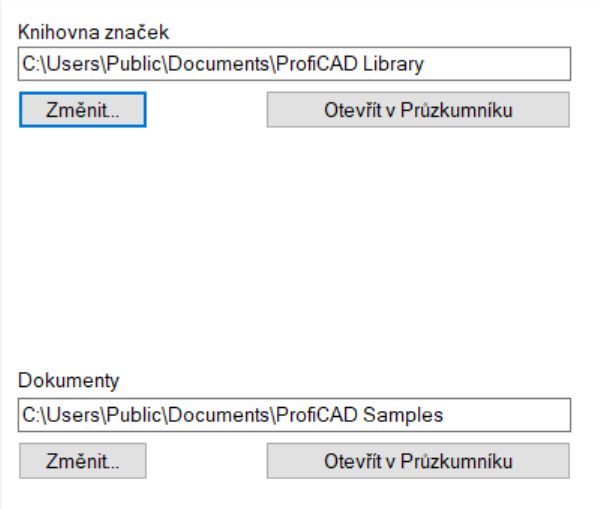 Knihovna značek
C:\Users\Public\Documents\ProfiCAD Library
Změnit...
Otevřít v Průzkumníku
Dokumenty
C:\Users\Public\Documents\ProfiCAD Samples
Změnit...
Otevřít v Průzkumníku